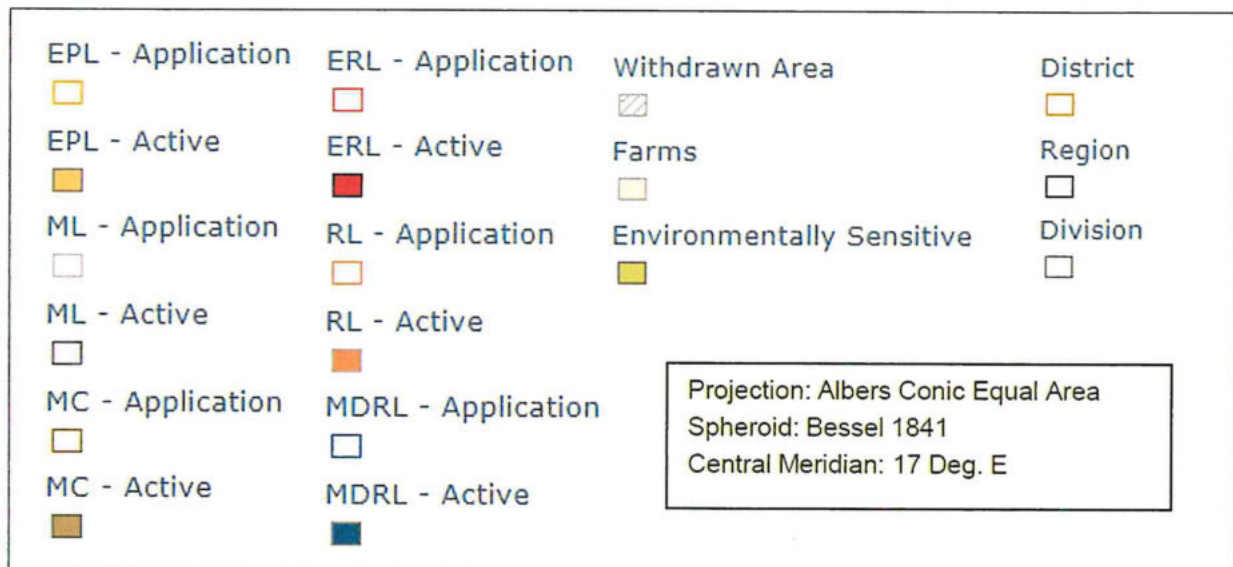 EPL - Application
EPL - Active
ML - Application
ML - Active
MC - Application
MC - Active
ERL - Application
ERL - Active
RL - Application
RL - Active
MDRL - Application
MDRL - Active
Withdrawn Area
Farms
Environmentally Sensitive
District
Region
Division
Projection: Albers Conic Equal Area
Spheroid: Bessel 1841
Central Meridian: 17 Deg. E